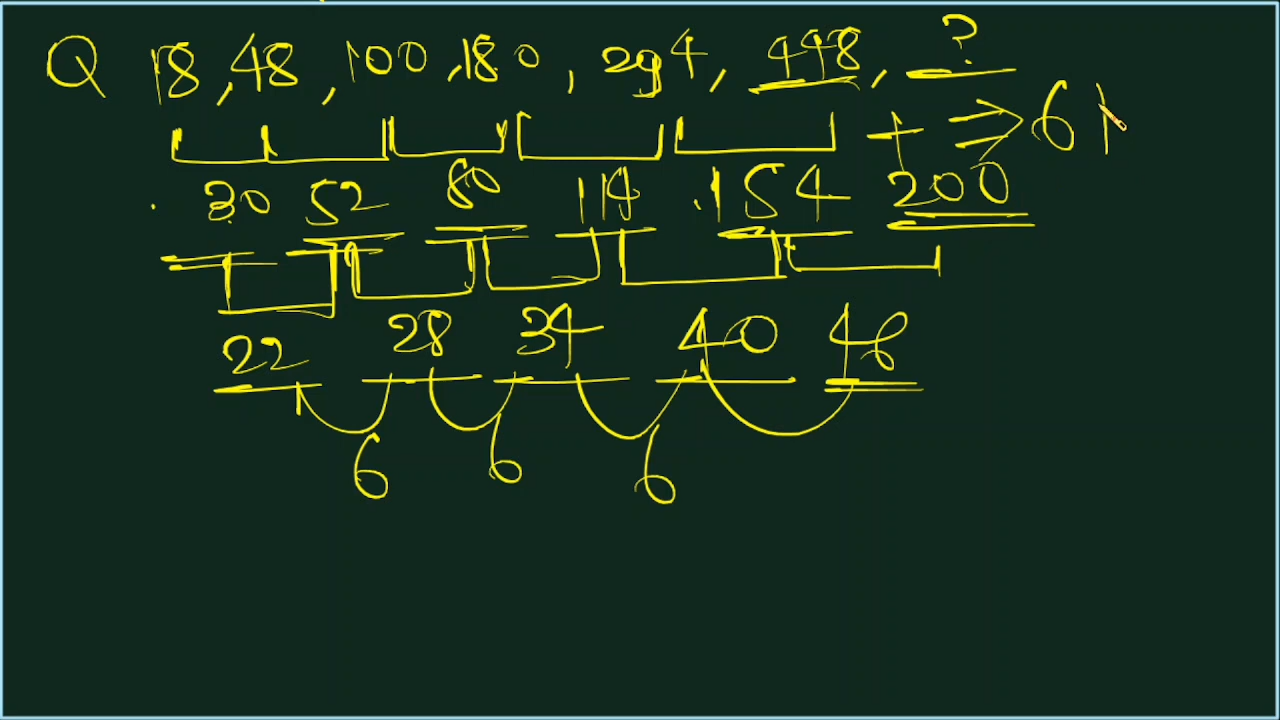 Q 18, 48, 100, 180, 294, 448, ?
+ ⇒ 61
30 52 80 114 154 200
22 28 34 40 46
6 6 6